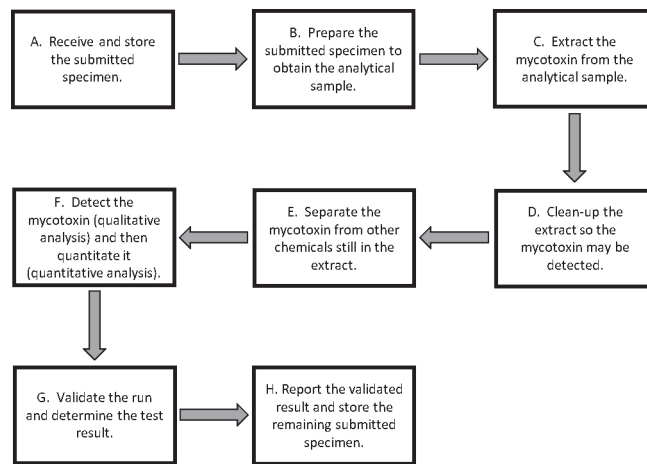 A. Receive and store
the submitted
specimen.
B. Prepare the
submitted specimen to
obtain the analytical
sample.
C. Extract the
mycotoxin from the
analytical sample.
D. Clean-up the
extract so the
mycotoxin may be
detected.
E. Separate the
mycotoxin from other
chemicals still in the
extract.
F. Detect the
mycotoxin (qualitative
analysis) and then
quantitate it
(quantitative analysis).
G. Validate the run
and determine the test
result.
H. Report the validated
result and store the
remaining submitted
specimen.